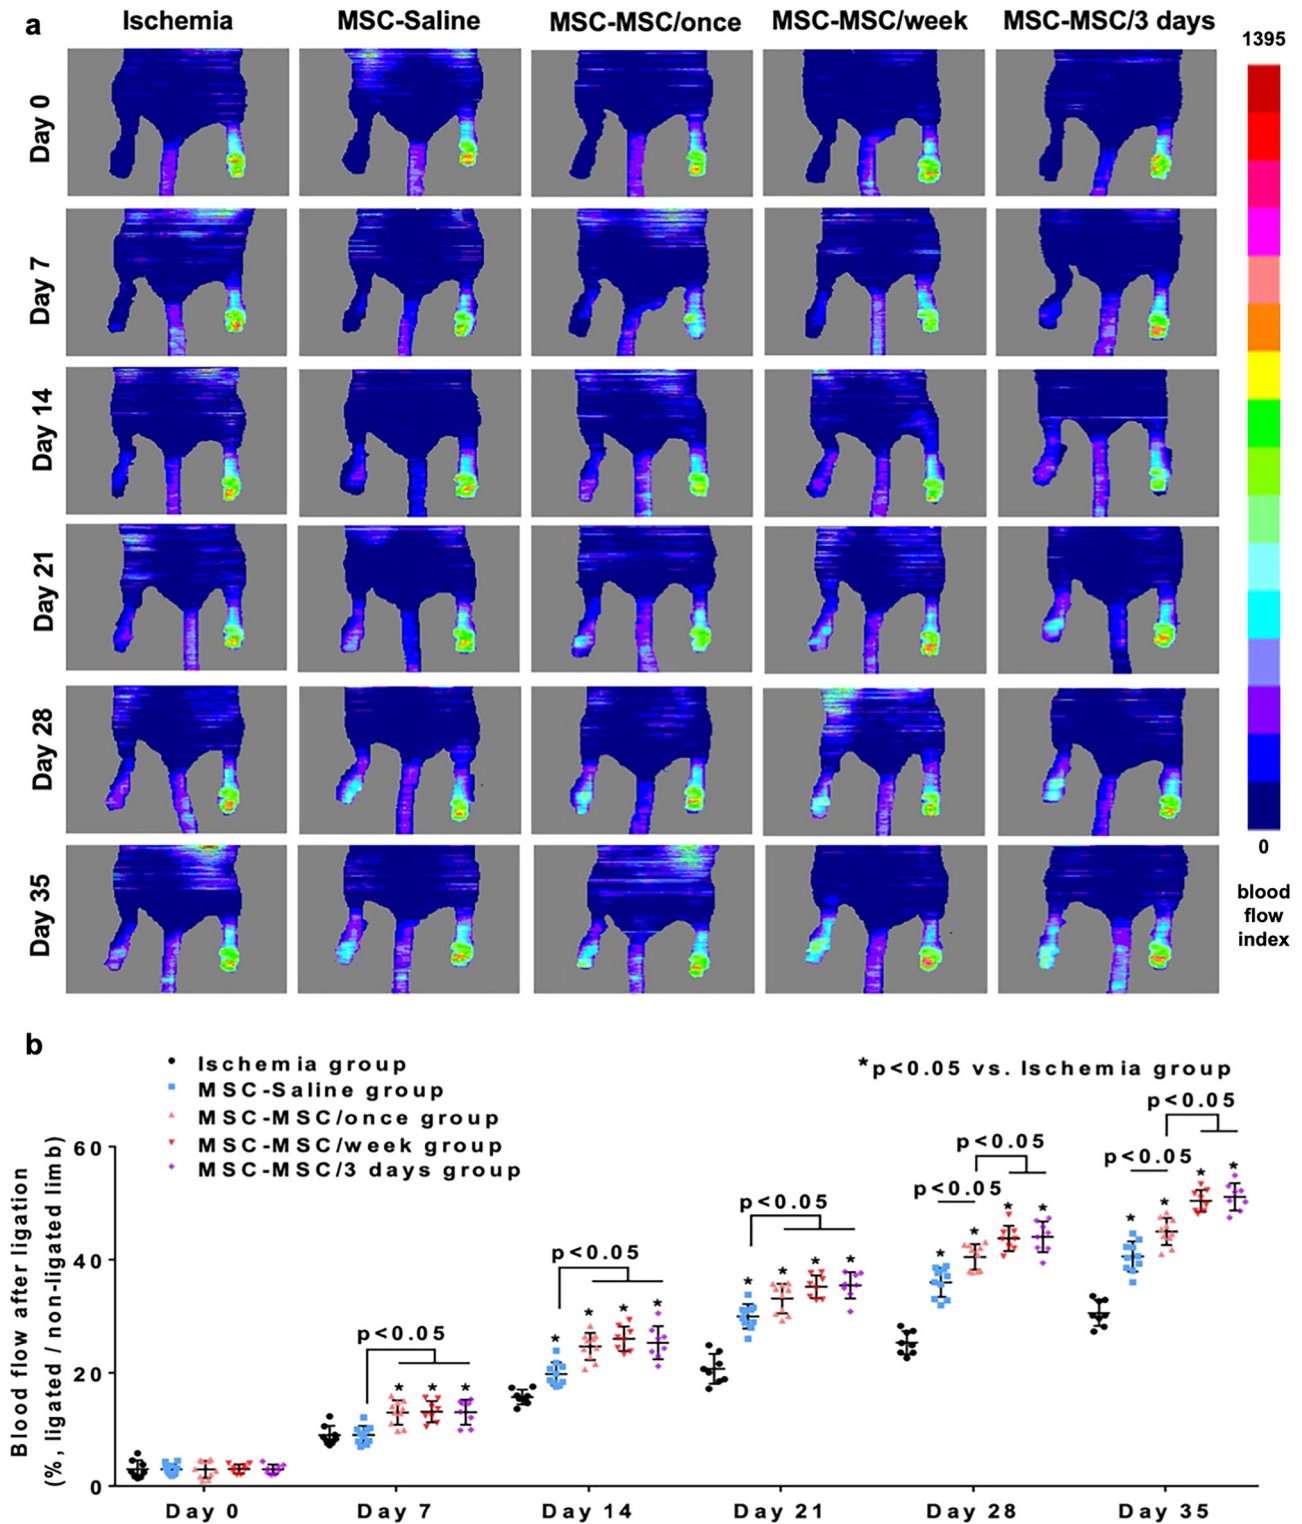 a
Ischemia
MSC-Saline
MSC-MSC/once
MSC-MSC/week
MSC-MSC/3 days
1395
Day 0
Day 7
Day 14
Day 21
Day 28
Day 35
0
blood
flow
index
b
Ischemia group
MSC-Saline group
MSC-MSC/once group
MSC-MSC/week group
MSC-MSC/3 days group
*p<0.05 vs. Ischemia group
Blood flow after ligation
(%, ligated / non-ligated limb)
60
40
20
0
p<0.05
* * *
p<0.05
* * * *
p<0.05
* * * *
p<0.05
p<0.05
* * * *
p<0.05
p<0.05
* * * *
Day 0
Day 7
Day 14
Day 21
Day 28
Day 35